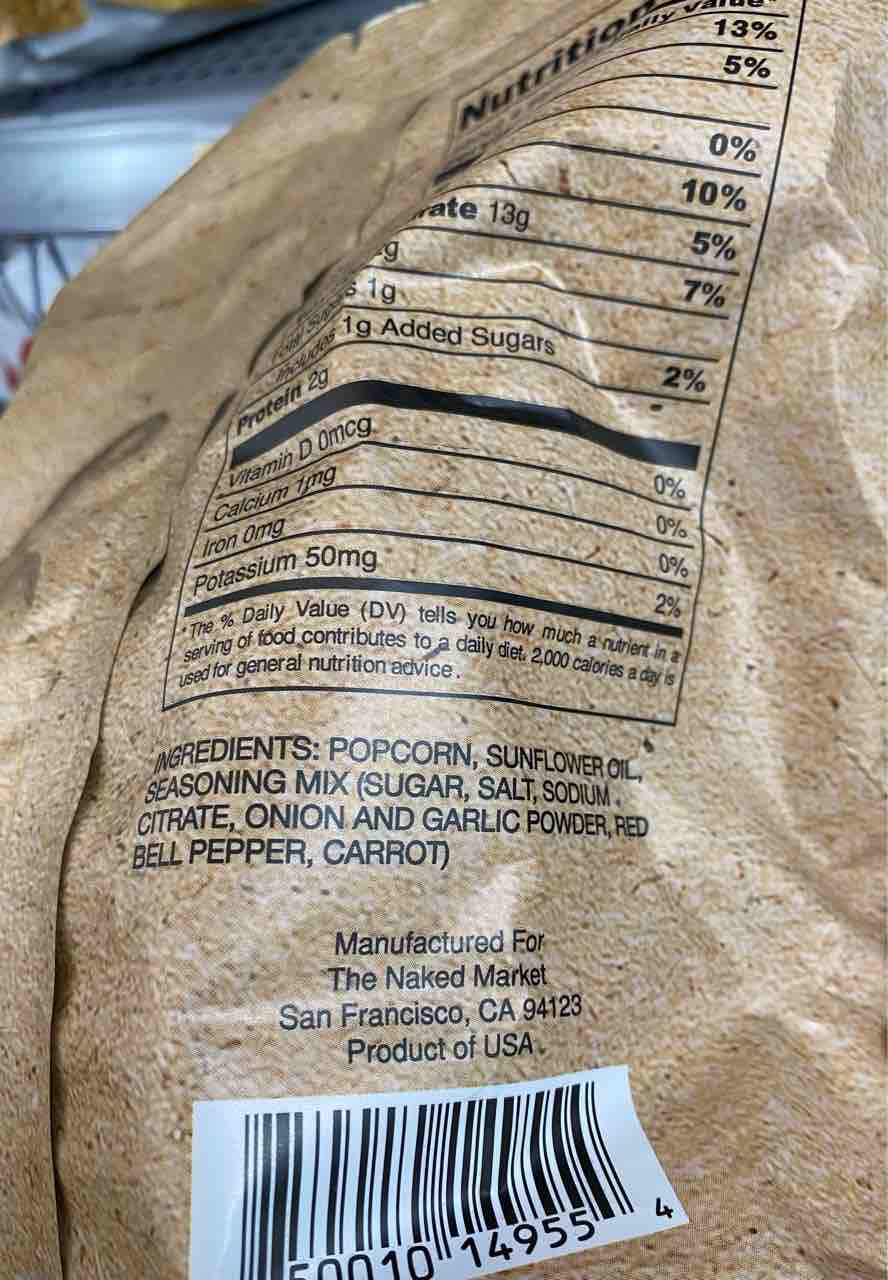 Nutrition
13%
5%
0%
10%
13g 5%
7%
1g
1g Added Sugars 2%
Protein 2g
Vitamin D 0mcg 0%
Calcium 1mg 0%
Iron 0mg 0%
Potassium 50mg 2%
*The % Daily Value (DV) tells you how much a nutrient in a
serving of food contributes to a daily diet. 2,000 calories a day is
used for general nutrition advice.
INGREDIENTS: POPCORN, SUNFLOWER OIL,
SEASONING MIX (SUGAR, SALT, SODIUM
CITRATE, ONION AND GARLIC POWDER, RED
BELL PEPPER, CARROT)
Manufactured For
The Naked Market
San Francisco, CA 94123
Product of USA
50010 14955 4